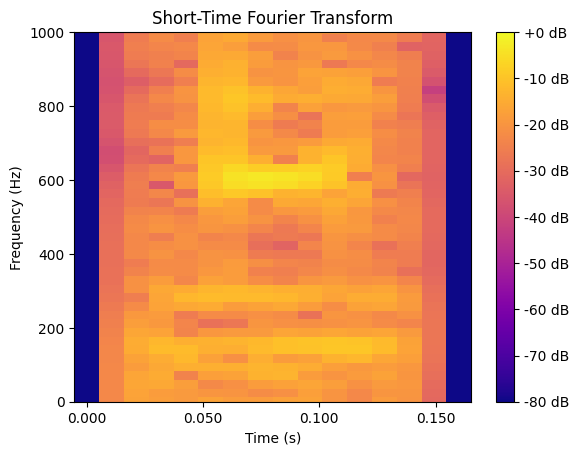 Short-Time Fourier Transform
1000
800
600
400
200
0
Frequency (Hz)
0.000
0.050
0.100
0.150
Time (s)
+0 dB
-10 dB
-20 dB
-30 dB
-40 dB
-50 dB
-60 dB
-70 dB
-80 dB